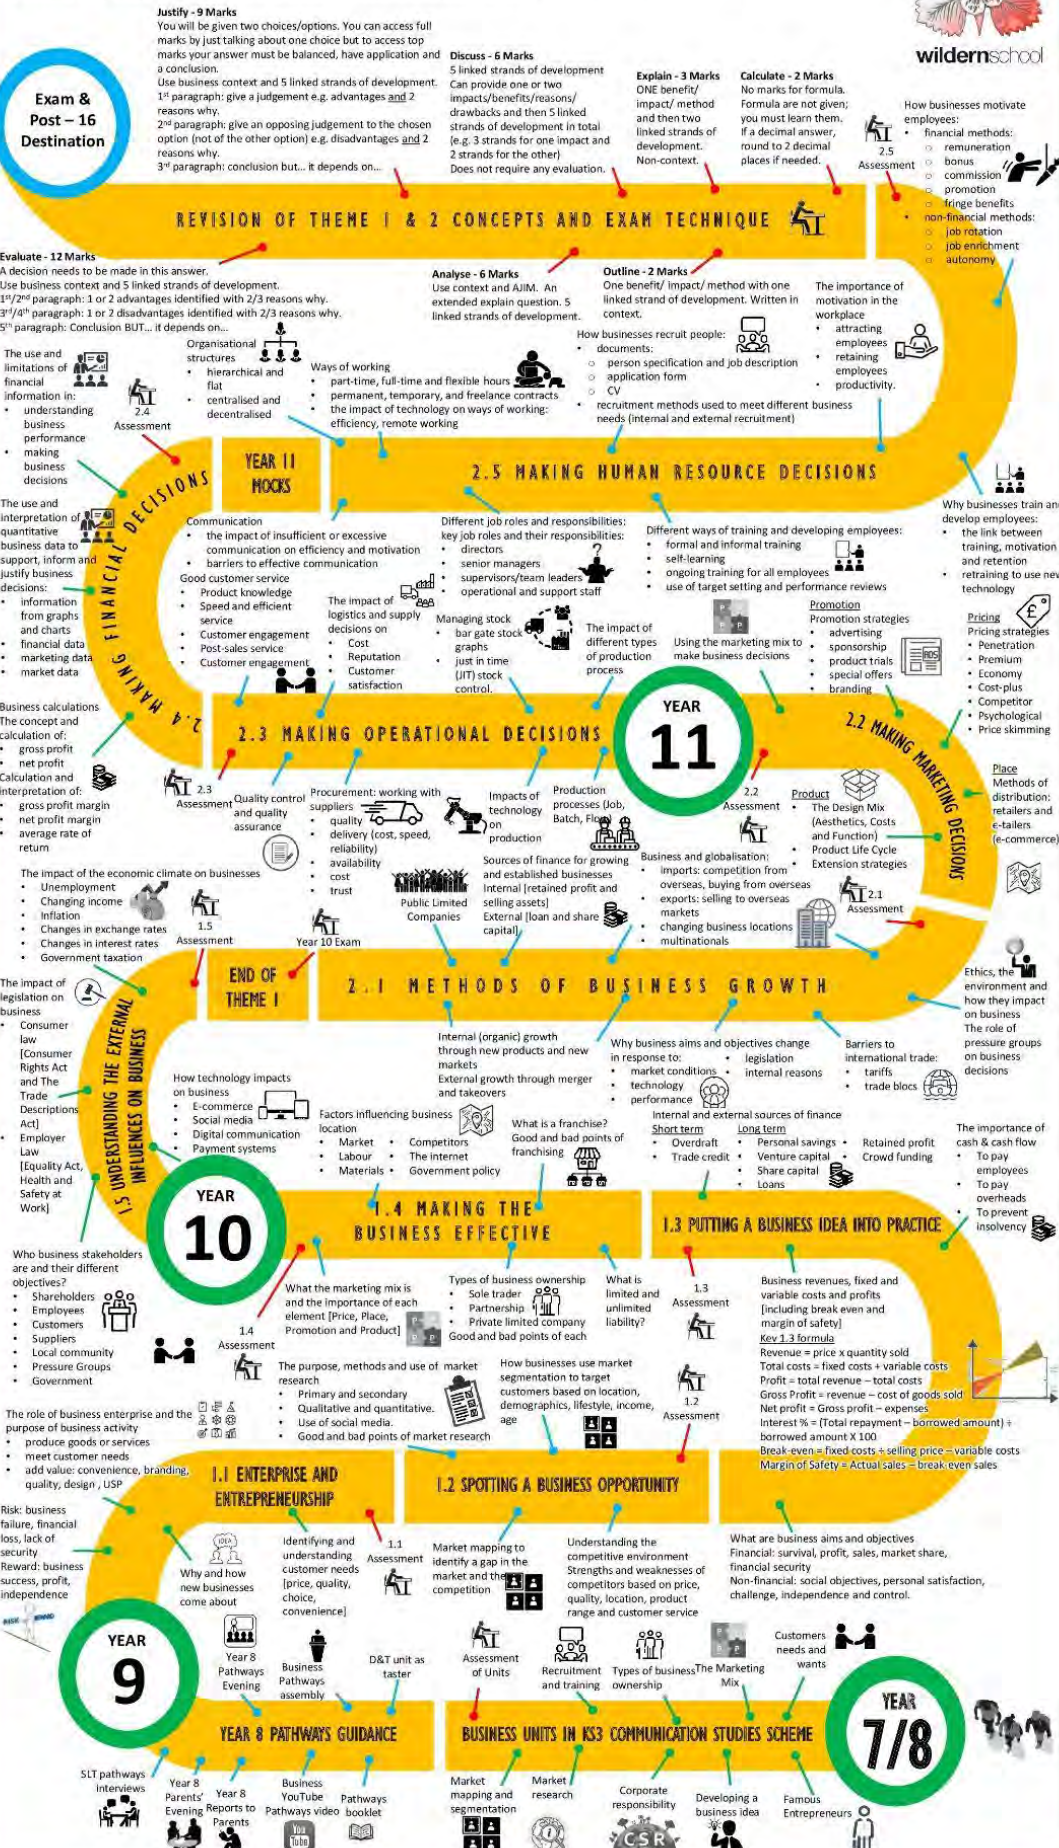 Justify - 9 Marks
You will be given two choices/options. You can access full
marks by just talking about one choice but to access top
marks your answer must be balanced, have application and
a conclusion.
Use business context and 5 linked strands of development.
1st paragraph: give a judgement e.g. advantages and 2
reasons why.
2nd paragraph: give an opposing judgement to the chosen
option (not of the other option) e.g. disadvantages and 2
reasons why.
3rd paragraph: conclusion but... it depends on...
Discuss - 6 Marks
5 linked strands of development
Can provide one or two
impacts/benefits/reasons/
drawbacks and then 5 linked
strands of development in total
(e.g. 3 strands for one impact and
2 strands for the other)
Does not require any evaluation.
Explain - 3 Marks
ONE benefit/
impact/ method
and then two
linked strands of
development.
Non-context.
Calculate - 2 Marks
No marks for formula.
Formula are not given;
you must learn them.
If a decimal answer,
round to 2 decimal
places if needed.
wildernschool
Exam &
Post – 16
Destination
2.5
Assessment
How businesses motivate
employees:
• financial methods:
o remuneration
o bonus
o commission
o promotion
o fringe benefits
• non-financial methods:
o job rotation
o job enrichment
o autonomy
REVISION OF THEME 1 & 2 CONCEPTS AND EXAM TECHNIQUE
Evaluate - 12 Marks
A decision needs to be made in this answer.
Use business context and 5 linked strands of development.
1st/2nd paragraph: 1 or 2 advantages identified with 2/3 reasons why.
3rd/4th paragraph: 1 or 2 disadvantages identified with 2/3 reasons why.
5th paragraph: Conclusion BUT... it depends on...
Analyse - 6 Marks
Use context and AJIM. An
extended explain question. 5
linked strands of development.
Outline - 2 Marks
One benefit/ impact/ method with one
linked strand of development. Written in
context.
The importance of
motivation in the
workplace
• attracting
employees
• retaining
employees
• productivity.
The use and
limitations of
financial
information in:
• understanding
business
performance
• making
business
decisions
2.4
Assessment
Organisational
structures
• hierarchical and
flat
• centralised and
decentralised
Ways of working
• part-time, full-time and flexible hours
• permanent, temporary, and freelance contracts
• the impact of technology on ways of working:
efficiency, remote working
How businesses recruit people:
• documents:
o person specification and job description
o application form
o CV
• recruitment methods used to meet different business
needs (internal and external recruitment)
YEAR 11
MOCKS
2.5 MAKING HUMAN RESOURCE DECISIONS
2.4 MAKING FINANCIAL DECISIONS
The use and
interpretation of
quantitative
business data to
support, inform and
justify business
decisions:
• information
from graphs
and charts
• financial data
• marketing data
• market data
Communication
• the impact of insufficient or excessive
communication on efficiency and motivation
• barriers to effective communication
Good customer service
• Product knowledge
• Speed and efficient
service
• Customer engagement
• Post-sales service
• Customer engagement
The impact of
logistics and supply
decisions on
• Cost
• Reputation
• Customer
satisfaction
Different job roles and responsibilities:
key job roles and their responsibilities:
• directors
• senior managers
• supervisors/team leaders
• operational and support staff
Managing stock
• bar gate stock
graphs
• just in time
(JIT) stock
control.
The impact of
different types
of production
process
Different ways of training and developing employees:
• formal and informal training
• self-learning
• ongoing training for all employees
• use of target setting and performance reviews
Using the marketing mix to
make business decisions
Promotion
Promotion strategies
• advertising
• sponsorship
• product trials
• special offers
• branding
ADS
Why businesses train and
develop employees:
• the link between
training, motivation
and retention
• retraining to use new
technology
Pricing
Pricing strategies
• Penetration
• Premium
• Economy
• Cost-plus
• Competitor
• Psychological
• Price skimming
£
Business calculations
The concept and
calculation of:
• gross profit
• net profit
Calculation and
interpretation of:
• gross profit margin
• net profit margin
• average rate of
return
2.3 MAKING OPERATIONAL DECISIONS
YEAR
11
2.2 MAKING MARKETING DECISIONS
2.3
Assessment
Quality control
and quality
assurance
Procurement: working with
suppliers
• quality
• delivery (cost, speed,
reliability)
• availability
• cost
• trust
Impacts of
technology
on
production
Production
processes (Job,
Batch, Flow)
2.2
Assessment
Product
• The Design Mix
(Aesthetics, Costs
and Function)
• Product Life Cycle
• Extension strategies
Place
Methods of
distribution:
retailers and
e-tailers
(e-commerce)
The impact of the economic climate on businesses
• Unemployment
• Changing income
• Inflation
• Changes in exchange rates
• Changes in interest rates
• Government taxation
1.5
Assessment
Year 10 Exam
Public Limited
Companies
Sources of finance for growing
and established businesses
Internal [retained profit and
selling assets]
External [loan and share
capital]
Business and globalisation:
• imports: competition from
overseas, buying from overseas
• exports: selling to overseas
markets
• changing business locations
• multinationals
2.1
Assessment
END OF
THEME 1
2.1 METHODS OF BUSINESS GROWTH
Ethics, the
environment and
how they impact
on business
The role of
pressure groups
on business
decisions
The impact of
legislation on
business
• Consumer
law
[Consumer
Rights Act
and The
Trade
Descriptions
Act]
• Employer
Law
[Equality Act,
Health and
Safety at
Work]
1.5 UNDERSTANDING THE EXTERNAL
INFLUENCES ON BUSINESS
How technology impacts
on business
• E-commerce
• Social media
• Digital communication
• Payment systems
Internal (organic) growth
through new products and new
markets
External growth through merger
and takeovers
Why business aims and objectives change
in response to:
• market conditions
• technology
• performance
• legislation
• internal reasons
Barriers to
international trade:
• tariffs
• trade blocs
Factors influencing business
location
• Market • Competitors
• Labour • The internet
• Materials • Government policy
What is a franchise?
Good and bad points of
franchising
Internal and external sources of finance
Short term
• Overdraft
• Trade credit
Long term
• Personal savings
• Venture capital
• Share capital
• Loans
• Retained profit
• Crowd funding
The importance of
cash & cash flow
• To pay
employees
• To pay
overheads
• To prevent
insolvency
YEAR
10
1.4 MAKING THE
BUSINESS EFFECTIVE
1.3 PUTTING A BUSINESS IDEA INTO PRACTICE
Who business stakeholders
are and their different
objectives?
• Shareholders
• Employees
• Customers
• Suppliers
• Local community
• Pressure Groups
• Government
1.4
Assessment
What the marketing mix is
and the importance of each
element [Price, Place,
Promotion and Product]
Types of business ownership
• Sole trader
• Partnership
• Private limited company
Good and bad points of each
What is
limited and
unlimited
liability?
1.3
Assessment
Business revenues, fixed and
variable costs and profits
[including break even and
margin of safety]
Key 1.3 formula
Revenue = price x quantity sold
Total costs = fixed costs + variable costs
Profit = total revenue – total costs
Gross Profit = revenue – cost of goods sold
Net profit = Gross profit – expenses
Interest % = (Total repayment – borrowed amount) ÷
borrowed amount X 100
Break-even = fixed costs ÷ selling price – variable costs
Margin of Safety = Actual sales – break even sales
The purpose, methods and use of market
research
• Primary and secondary
• Qualitative and quantitative.
• Use of social media.
• Good and bad points of market research
How businesses use market
segmentation to target
customers based on location,
demographics, lifestyle, income,
age
1.2
Assessment
The role of business enterprise and the
purpose of business activity
• produce goods or services
• meet customer needs
• add value: convenience, branding,
quality, design , USP
1.1 ENTERPRISE AND
ENTREPRENEURSHIP
1.2 SPOTTING A BUSINESS OPPORTUNITY
Risk: business
failure, financial
loss, lack of
security
Reward: business
success, profit,
independence
IDEA
Why and how
new businesses
come about
Identifying and
understanding
customer needs
[price, quality,
choice,
convenience]
1.1
Assessment
Market mapping to
identify a gap in the
market and the
competition
Understanding the
competitive environment
Strengths and weaknesses of
competitors based on price,
quality, location, product
range and customer service
What are business aims and objectives
Financial: survival, profit, sales, market share,
financial security
Non-financial: social objectives, personal satisfaction,
challenge, independence and control.
YEAR
9
Year 8
Pathways
Evening
Business
Pathways
assembly
D&T unit as
taster
Assessment
of Units
Recruitment
and training
Types of business
ownership
The Marketing
Mix
Customers
needs and
wants
YEAR 8 PATHWAYS GUIDANCE
BUSINESS UNITS IN KS3 COMMUNICATION STUDIES SCHEME
YEAR
7/8
SLT pathways
interviews
Year 8
Parents'
Evening
Year 8
Reports to
Parents
Business
YouTube
Pathways video
You
Tube
Pathways
booklet
Market
mapping and
segmentation
Market
research
Corporate
responsibility
CSR
Developing a
business idea
Famous
Entrepreneurs